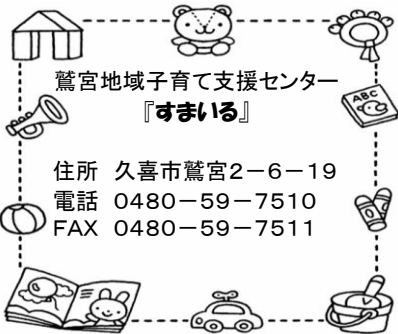 鷲宮地域子育て支援センター
『すまいる』
住所　久喜市鷲宮2－6－19
電話　0480－59－7510
FAX　0480－59－7511
ABC